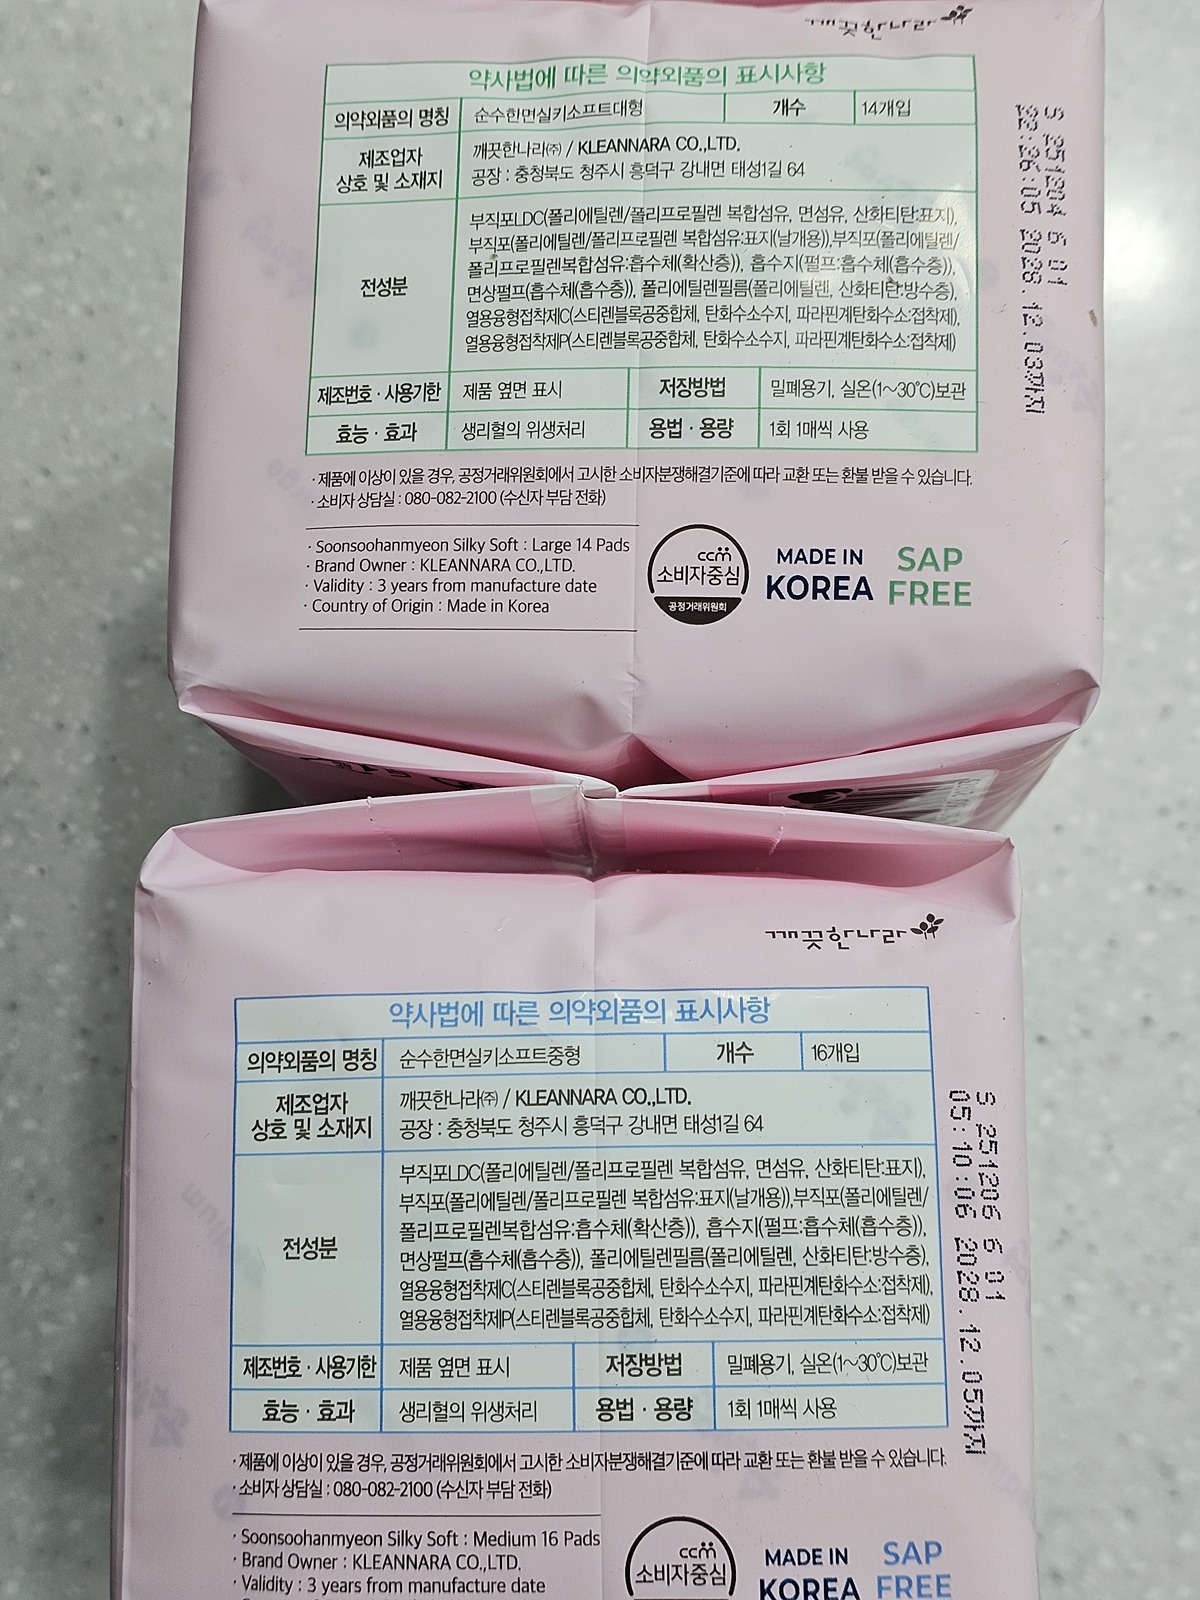 깨끗한나라
약사법에 따른 의약외품의 표시사항
의약외품의 명칭 순수한면실키소프트대형 개수 14개입
제조업자 상호 및 소재지
깨끗한나라㈜ / KLEANNARA CO.,LTD.
공장 : 충청북도 청주시 흥덕구 강내면 태성1길 64
전성분
부직포LDC(폴리에틸렌/폴리프로필렌 복합섬유, 면섬유, 산화티탄:표지),
부직포(폴리에틸렌/폴리프로필렌 복합섬유:표지(날개용)),부직포(폴리에틸렌/
폴리프로필렌복합섬유:흡수체(확산층)), 흡수지(펄프:흡수체(흡수층)),
면상펄프(흡수체(흡수층)), 폴리에틸렌필름(폴리에틸렌, 산화티탄:방수층),
열용융형접착제C(스티렌블록공중합체, 탄화수소수지, 파라핀계탄화수소:접착제),
열용융형접착제P(스티렌블록공중합체, 탄화수소수지, 파라핀계탄화수소:접착제)
제조번호 · 사용기한 제품 옆면 표시 저장방법 밀폐용기, 실온(1~30℃)보관
효능 · 효과 생리혈의 위생처리 용법 · 용량 1회 1매씩 사용
· 제품에 이상이 있을 경우, 공정거래위원회에서 고시한 소비자분쟁해결기준에 따라 교환 또는 환불 받을 수 있습니다.
· 소비자 상담실 : 080-082-2100 (수신자 부담 전화)
· Soonsoohanmyeon Silky Soft : Large 14 Pads
· Brand Owner : KLEANNARA CO.,LTD.
· Validity : 3 years from manufacture date
· Country of Origin : Made in Korea
ccm
소비자중심
공정거래위원회
MADE IN
KOREA
SAP
FREE
S 251204 6 01
22:26:05 2028.12.03까지
깨끗한나라
약사법에 따른 의약외품의 표시사항
의약외품의 명칭 순수한면실키소프트중형 개수 16개입
제조업자 상호 및 소재지
깨끗한나라㈜ / KLEANNARA CO.,LTD.
공장 : 충청북도 청주시 흥덕구 강내면 태성1길 64
전성분
부직포LDC(폴리에틸렌/폴리프로필렌 복합섬유, 면섬유, 산화티탄:표지),
부직포(폴리에틸렌/폴리프로필렌 복합섬유:표지(날개용)),부직포(폴리에틸렌/
폴리프로필렌복합섬유:흡수체(확산층)), 흡수지(펄프:흡수체(흡수층)),
면상펄프(흡수체(흡수층)), 폴리에틸렌필름(폴리에틸렌, 산화티탄:방수층),
열용융형접착제C(스티렌블록공중합체, 탄화수소수지, 파라핀계탄화수소:접착제),
열용융형접착제P(스티렌블록공중합체, 탄화수소수지, 파라핀계탄화수소:접착제)
제조번호 · 사용기한 제품 옆면 표시 저장방법 밀폐용기, 실온(1~30℃)보관
효능 · 효과 생리혈의 위생처리 용법 · 용량 1회 1매씩 사용
· 제품에 이상이 있을 경우, 공정거래위원회에서 고시한 소비자분쟁해결기준에 따라 교환 또는 환불 받을 수 있습니다.
· 소비자 상담실 : 080-082-2100 (수신자 부담 전화)
· Soonsoohanmyeon Silky Soft : Medium 16 Pads
· Brand Owner : KLEANNARA CO.,LTD.
· Validity : 3 years from manufacture date
ccm
소비자중심
MADE IN
KOREA
SAP
FREE
S 251206 6 01
05:10:06 2028.12.05까지